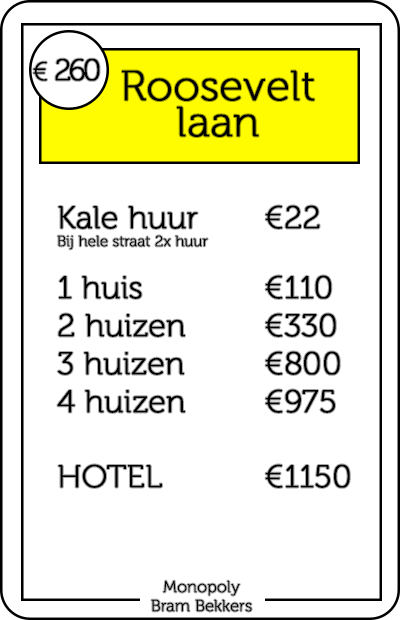 € 260
Roosevelt
laan
Kale huur €22
Bij hele straat 2x huur
1 huis €110
2 huizen €330
3 huizen €800
4 huizen €975
HOTEL €1150
Monopoly
Bram Bekkers